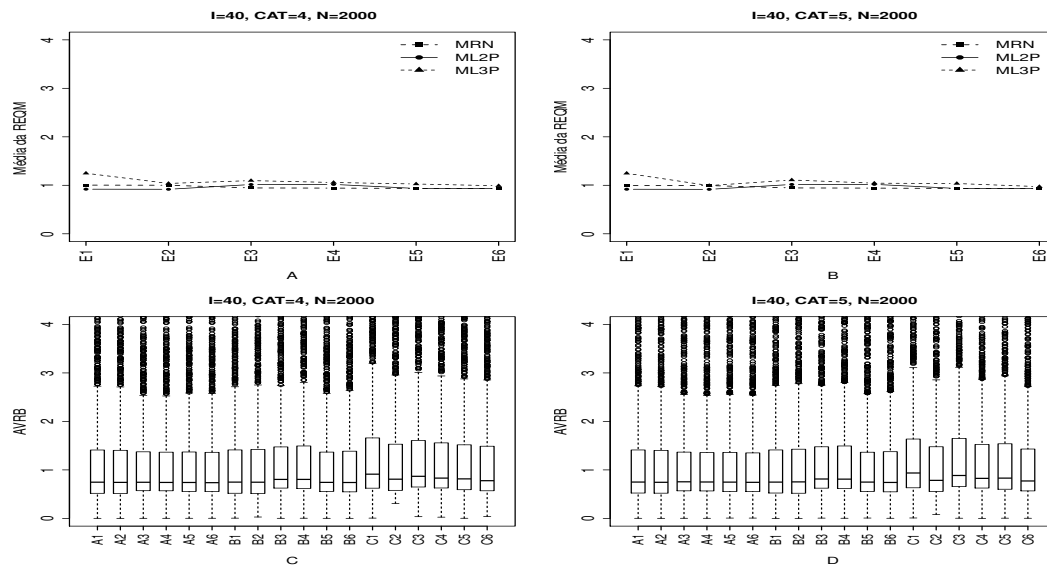 I=40, CAT=4, N=2000
Média da REQM
0 1 2 3 4
MRN
ML2P
ML3P
E1 E2 E3 E4 E5 E6
A
I=40, CAT=5, N=2000
Média da REQM
0 1 2 3 4
MRN
ML2P
ML3P
E1 E2 E3 E4 E5 E6
B
I=40, CAT=4, N=2000
AVRB
0 1 2 3 4
A1 A2 A3 A4 A5 A6 B1 B2 B3 B4 B5 B6 C1 C2 C3 C4 C5 C6
C
I=40, CAT=5, N=2000
AVRB
0 1 2 3 4
A1 A2 A3 A4 A5 A6 B1 B2 B3 B4 B5 B6 C1 C2 C3 C4 C5 C6
D